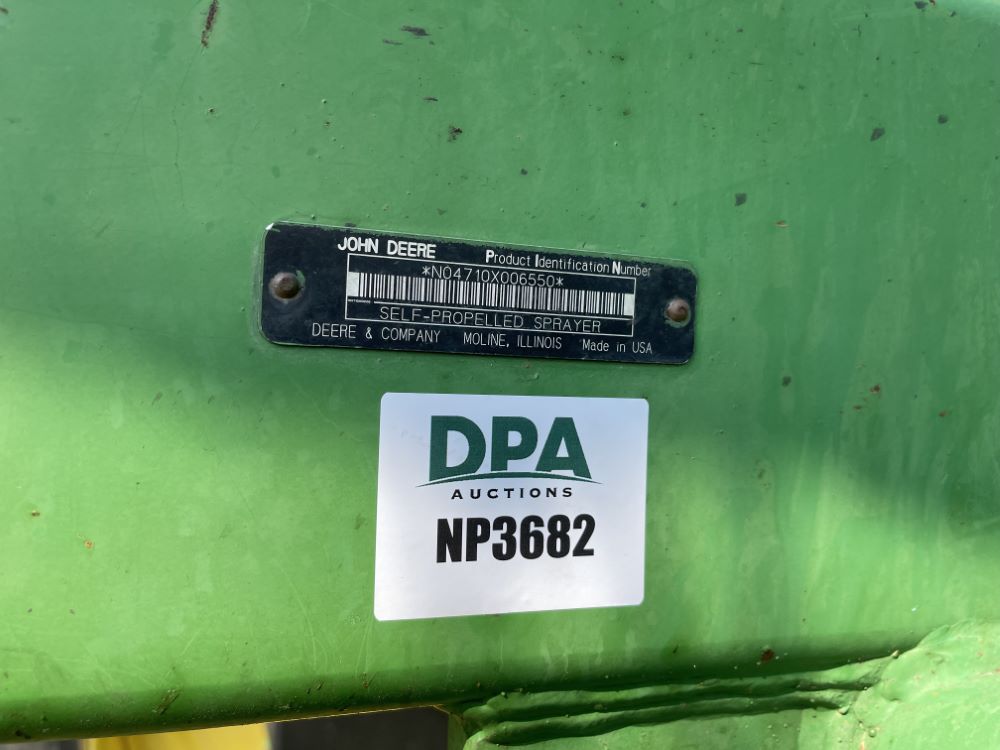 JOHN DEERE Product Identification Number
*N04710X006550*
SELF-PROPELLED SPRAYER
DEERE & COMPANY MOLINE, ILLINOIS Made in USA
DPA
AUCTIONS
NP3682